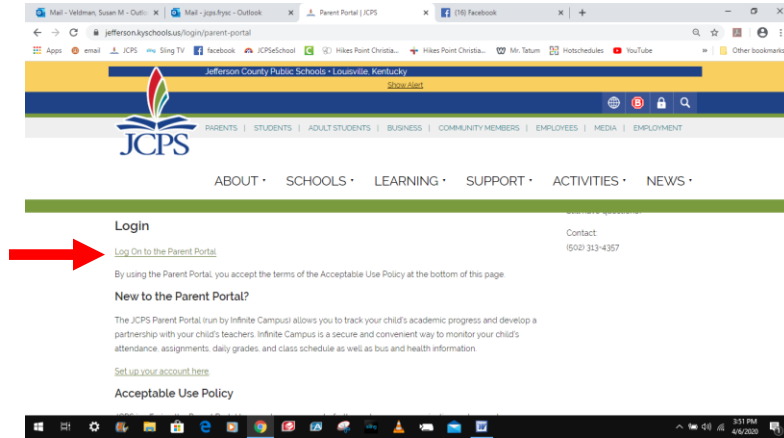 Mail - Veldman, Susan M - Outlo
Mail - jcps.frysc - Outlook
Parent Portal | JCPS
(16) Facebook
jefferson.kyschools.us/login/parent-portal
Apps
email
JCPS
Sling TV
facebook
JCPSeSchool
Hikes Point Christia...
Hikes Point Christia...
Mr. Tatum
Hotschedules
YouTube
Other bookmarks
Jefferson County Public Schools • Louisville, Kentucky
Show Alert
JCPS
PARENTS | STUDENTS | ADULT STUDENTS | BUSINESS | COMMUNITY MEMBERS | EMPLOYEES | MEDIA | EMPLOYMENT
ABOUT · SCHOOLS · LEARNING · SUPPORT · ACTIVITIES · NEWS ·
Login
Log On to the Parent Portal
Contact:
(502) 313-4357
By using the Parent Portal, you accept the terms of the Acceptable Use Policy at the bottom of this page.
New to the Parent Portal?
The JCPS Parent Portal (run by Infinite Campus) allows you to track your child's academic progress and develop a
partnership with your child's teachers. Infinite Campus is a secure and convenient way to monitor your child's
attendance, assignments, daily grades, and class schedule as well as bus and health information.
Set up your account here.
Acceptable Use Policy
3:51 PM
4/6/2020